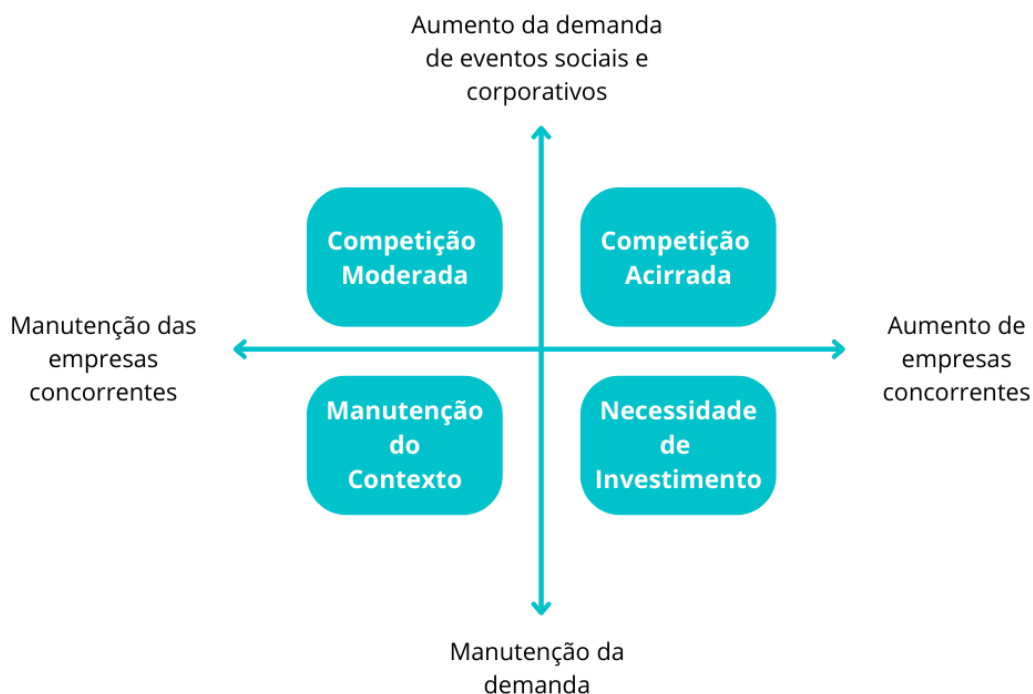 Aumento da demanda
de eventos sociais e
corporativos
Competição
Moderada
Competição
Acirrada
Manutenção das
empresas
concorrentes
Aumento de
empresas
concorrentes
Manutenção
do
Contexto
Necessidade
de
Investimento
Manutenção da
demanda